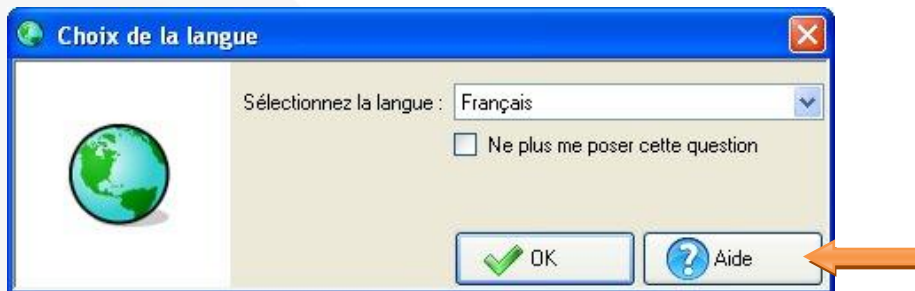 Choix de la langue
Sélectionnez la langue : Français
Ne plus me poser cette question
OK Aide